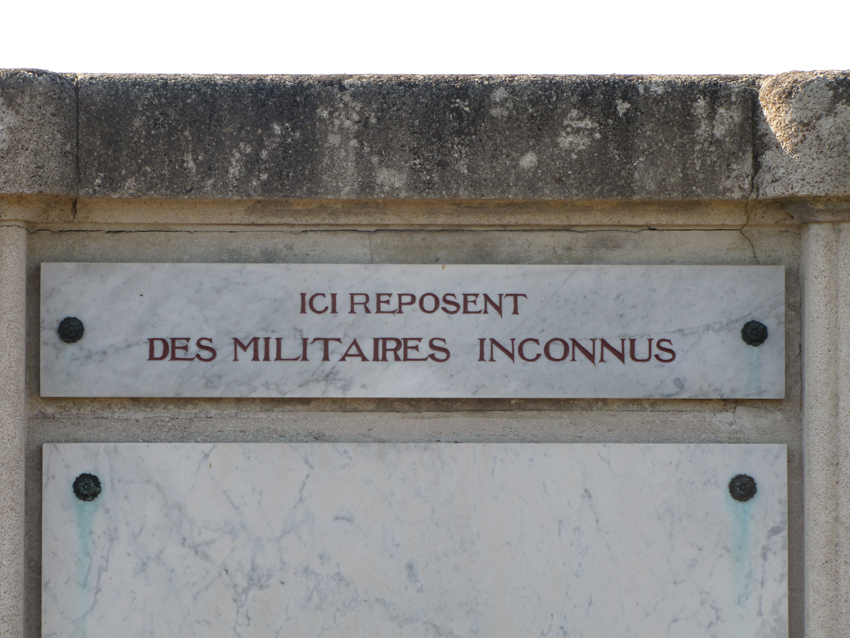 ICI REPOSENT
DES MILITAIRES INCONNUS